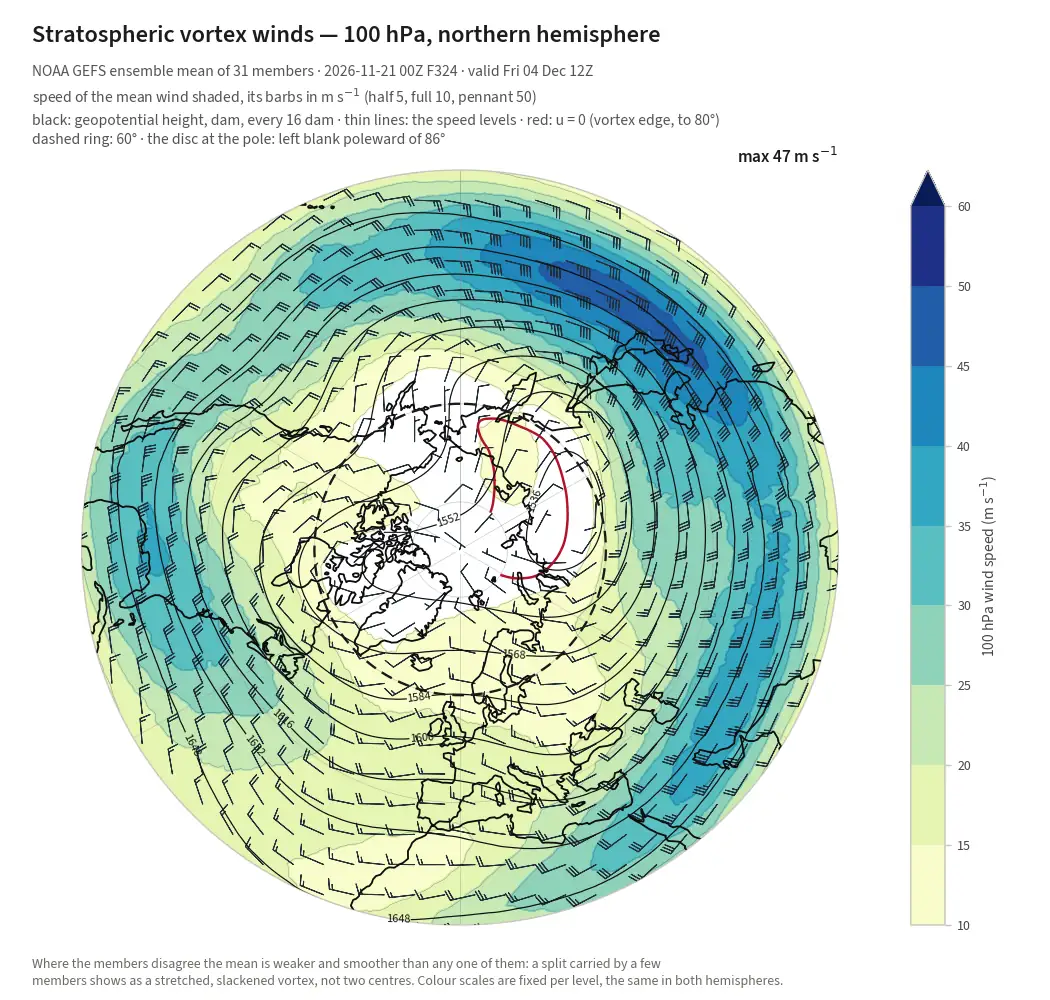 Stratospheric vortex winds — 100 hPa, northern hemisphere
NOAA GEFS ensemble mean of 31 members · 2026-11-21 00Z F324 · valid Fri 04 Dec 12Z
speed of the mean wind shaded, its barbs in m s⁻¹ (half 5, full 10, pennant 50)
black: geopotential height, dam, every 16 dam · thin lines: the speed levels · red: u = 0 (vortex edge, to 80°)
dashed ring: 60° · the disc at the pole: left blank poleward of 86°
max 47 m s⁻¹
60
50
45
40
35
30
25
20
15
10
100 hPa wind speed (m s⁻¹)
1536
1552
1568
1584
1600
1616
1632
1648
Where the members disagree the mean is weaker and smoother than any one of them: a split carried by a few
members shows as a stretched, slackened vortex, not two centres. Colour scales are fixed per level, the same in both hemispheres.